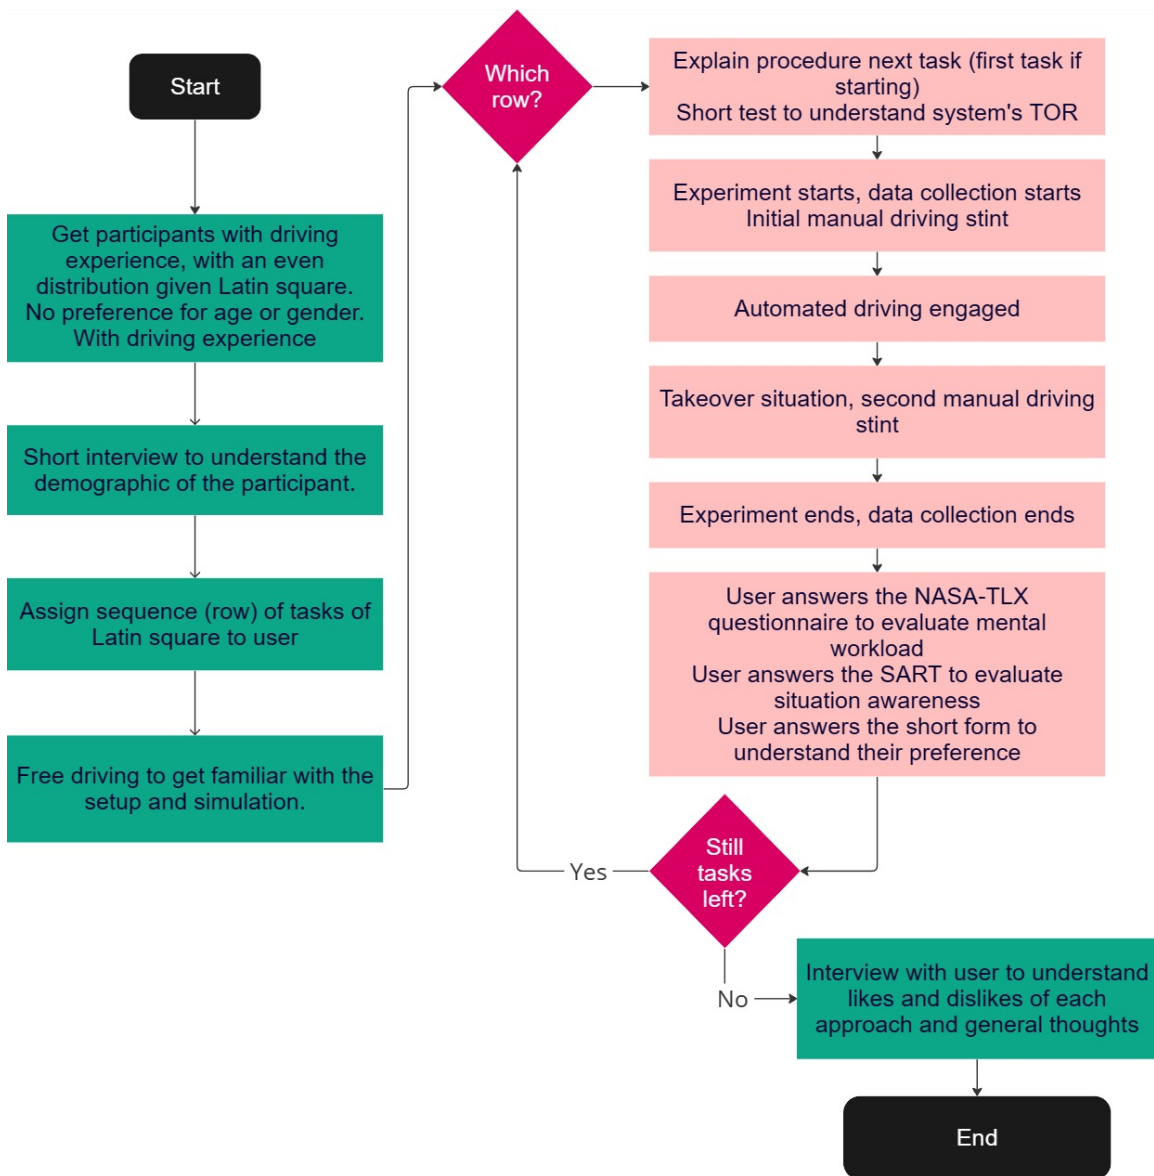 Start
Get participants with driving
experience, with an even
distribution given Latin square.
No preference for age or gender.
With driving experience
Short interview to understand the
demographic of the participant.
Assign sequence (row) of tasks of
Latin square to user
Free driving to get familiar with the
setup and simulation.
Which
row?
Explain procedure next task (first task if
starting)
Short test to understand system's TOR
Experiment starts, data collection starts
Initial manual driving stint
Automated driving engaged
Takeover situation, second manual driving
stint
Experiment ends, data collection ends
User answers the NASA-TLX
questionnaire to evaluate mental
workload
User answers the SART to evaluate
situation awareness
User answers the short form to
understand their preference
Still
tasks
left?
Yes
No
Interview with user to understand
likes and dislikes of each
approach and general thoughts
End